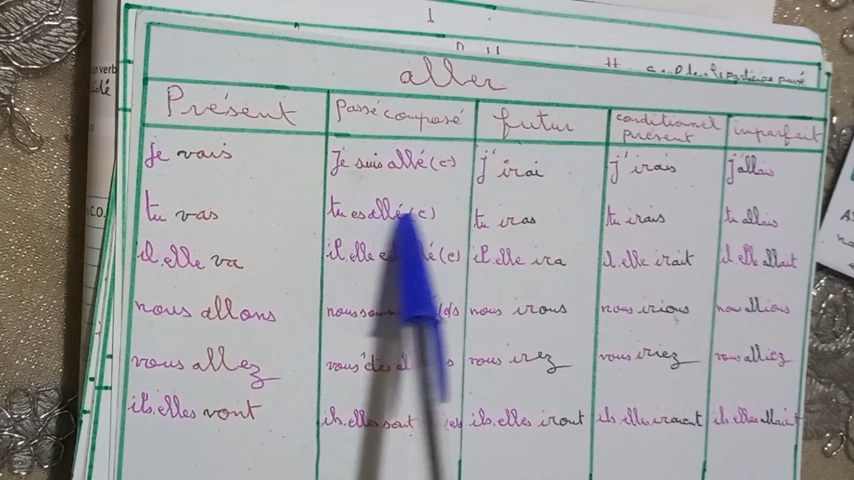 aller
Présent passé composé futur conditionnel présent imparfait
je vais je suis allé(e) j'irai j'irais j'allais
tu vas tu es allé(e) tu iras tu irais tu allais
il.elle va il.elle (e) il.elle ira il.elle irait il elle allait
nous allons nous nous irons nous irions nous allions
vous allez vous êtes vous irez vous iriez vous alliez
ils.elles vont ils.elles sont ils.elles iront ils.elles iraient ils.elles allaient